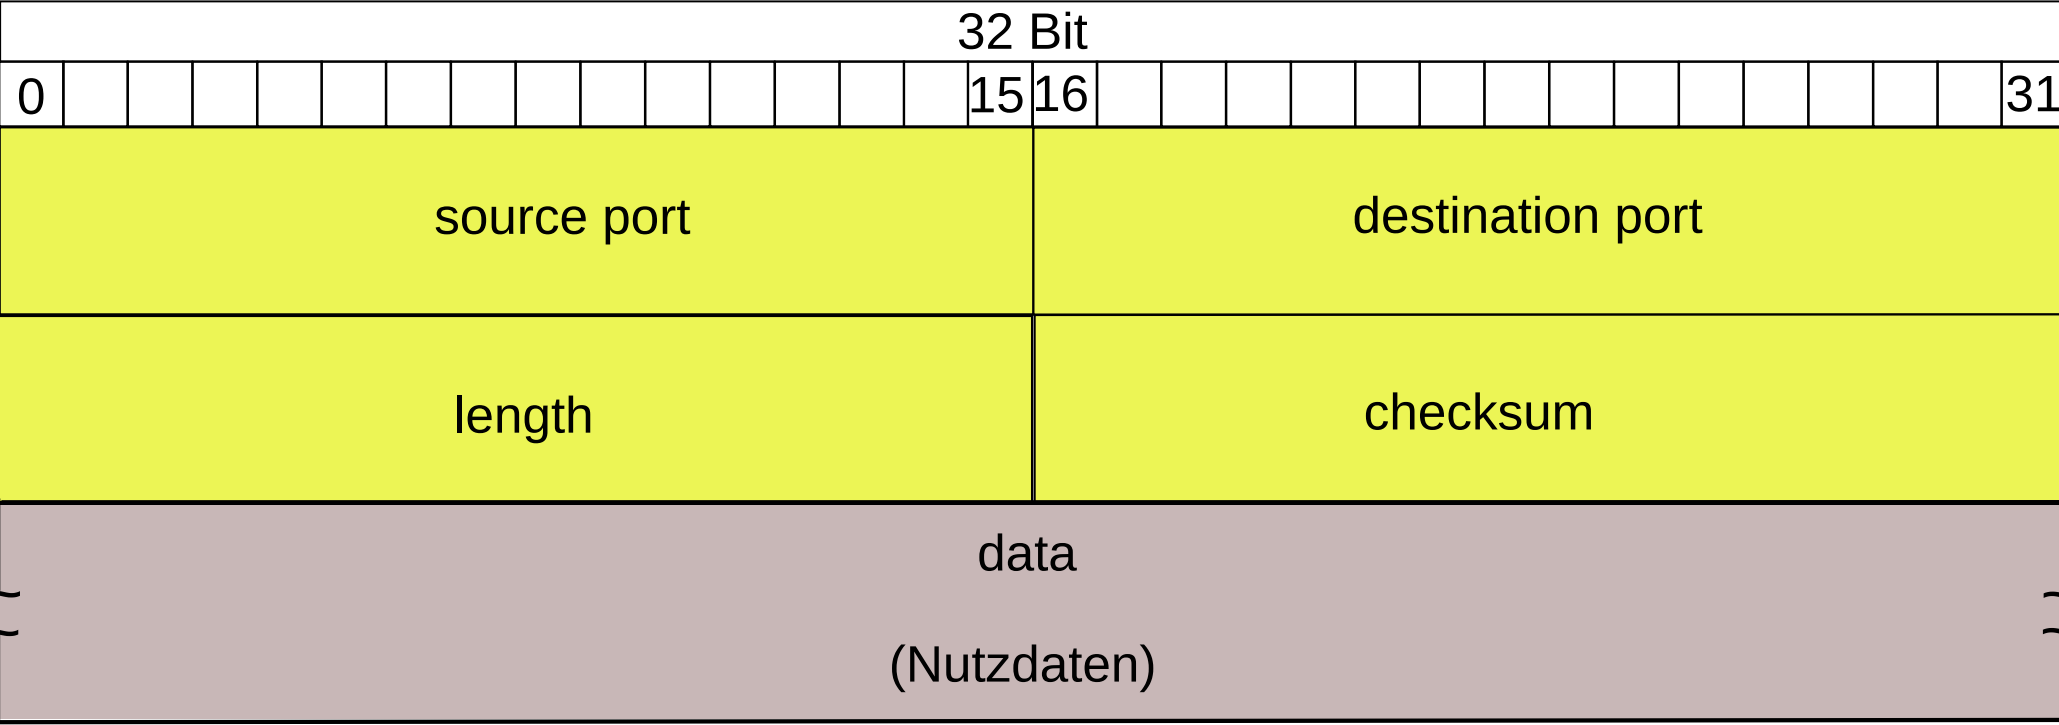 32 Bit
0 15 16 31
source port destination port
length checksum
data
(Nutzdaten)